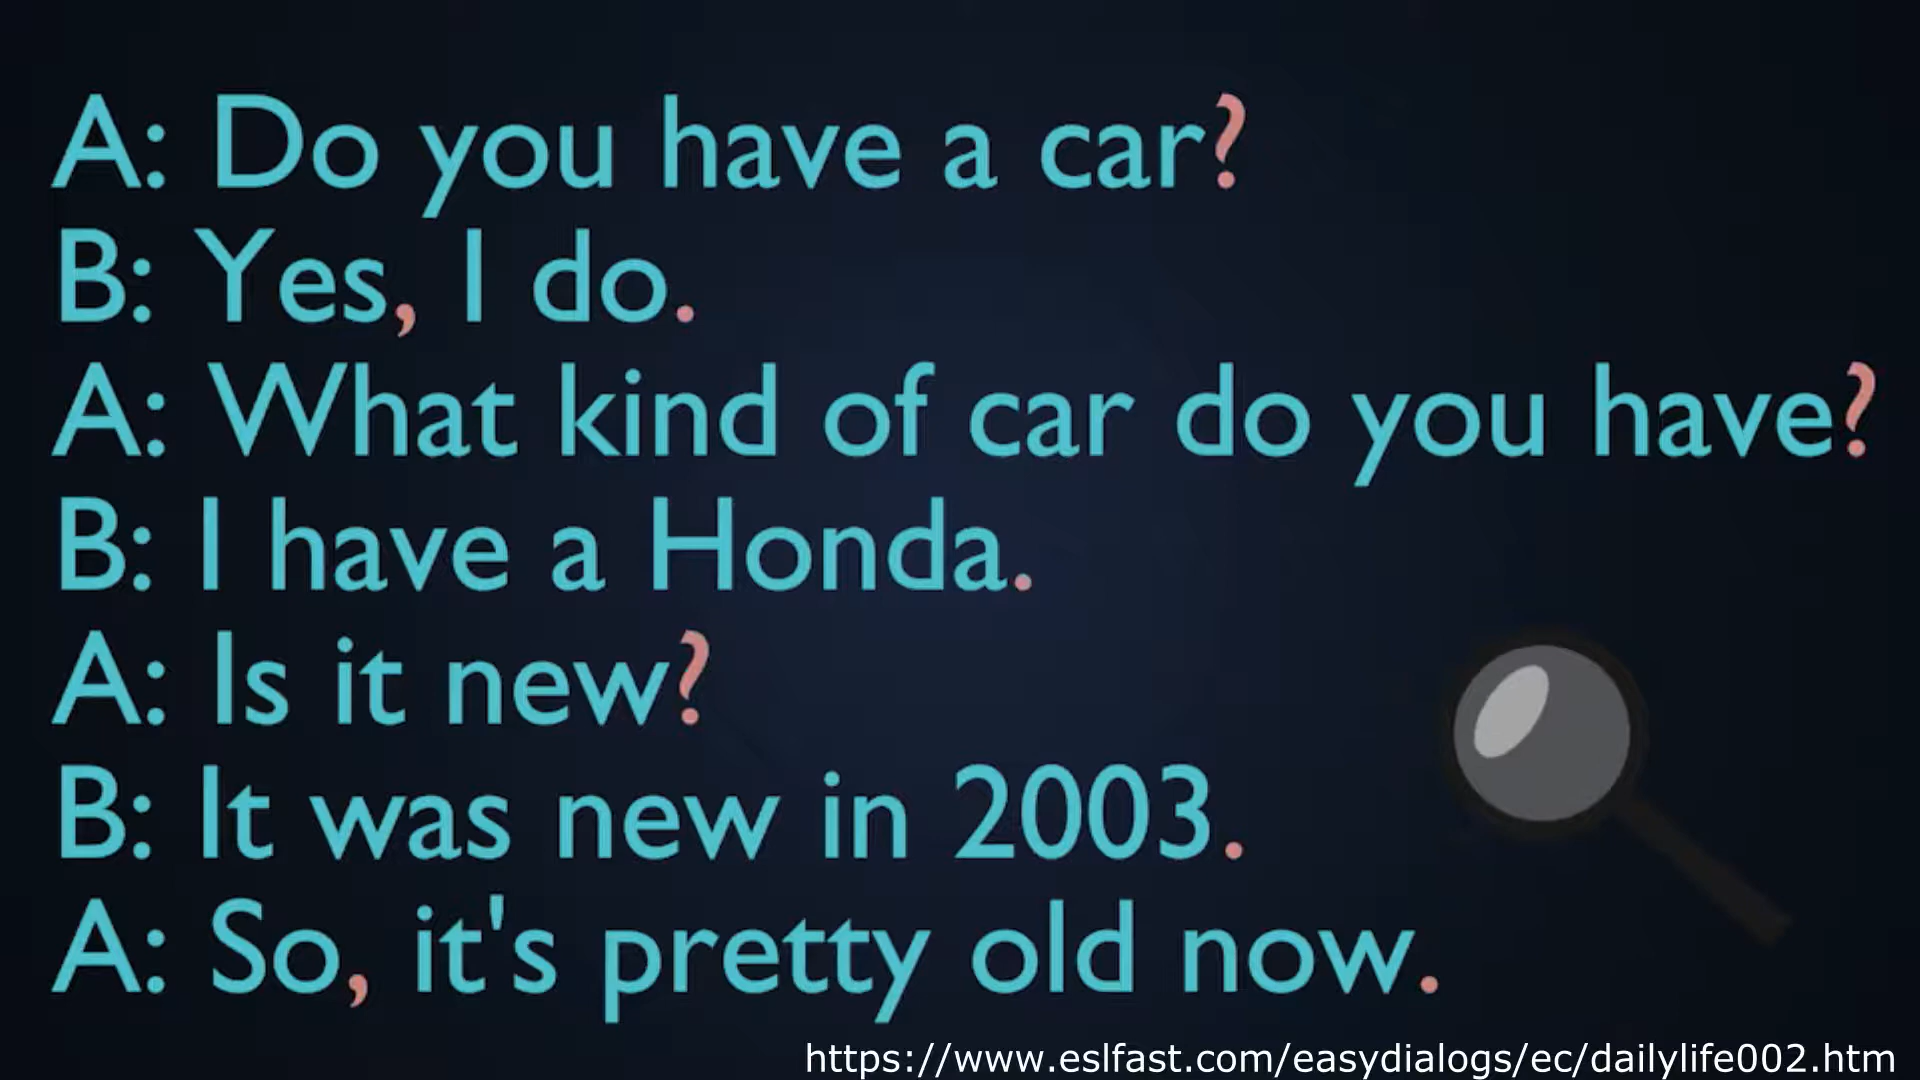 A: Do you have a car?
B: Yes, I do.
A: What kind of car do you have?
B: I have a Honda.
A: Is it new?
B: It was new in 2003.
A: So, it's pretty old now.
https://www.eslfast.com/easydialogs/ec/dailylife002.htm